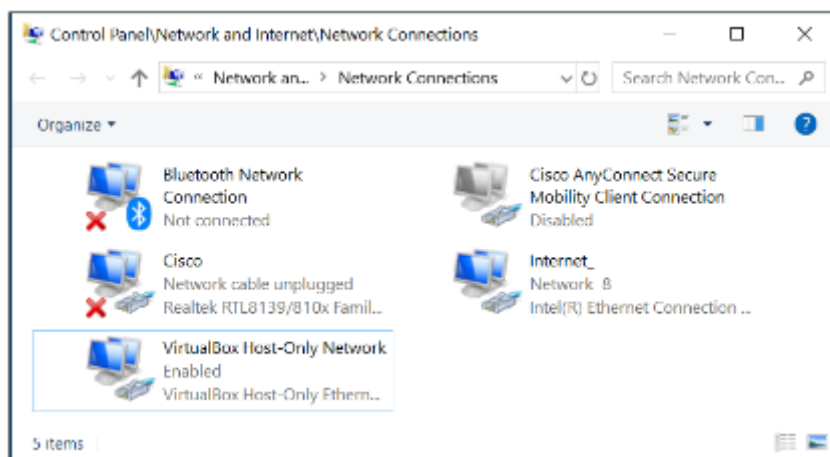 Control Panel\Network and Internet\Network Connections
« Network an... > Network Connections
Search Network Con...
Organize
Bluetooth Network
Connection
Not connected
Cisco AnyConnect Secure
Mobility Client Connection
Disabled
Cisco
Network cable unplugged
Realtek RTL8139/810x Famil...
Internet_
Network 8
Intel(R) Ethernet Connection ...
VirtualBox Host-Only Network
Enabled
VirtualBox Host-Only Ethern...
5 items